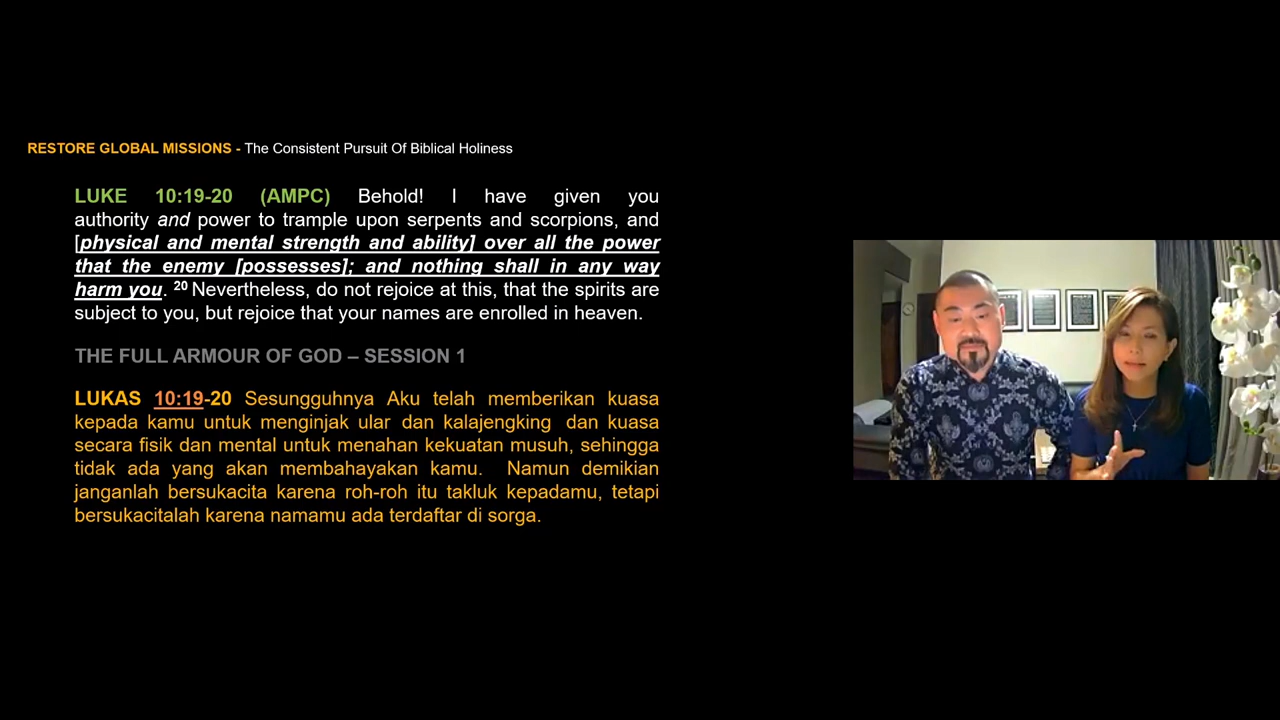 RESTORE GLOBAL MISSIONS - The Consistent Pursuit Of Biblical Holiness
LUKE 10:19-20 (AMPC) Behold! I have given you
authority and power to trample upon serpents and scorpions, and
[physical and mental strength and ability] over all the power
that the enemy [possesses]; and nothing shall in any way
harm you. 20 Nevertheless, do not rejoice at this, that the spirits are
subject to you, but rejoice that your names are enrolled in heaven.
THE FULL ARMOUR OF GOD – SESSION 1
LUKAS 10:19-20 Sesungguhnya Aku telah memberikan kuasa
kepada kamu untuk menginjak ular dan kalajengking dan kuasa
secara fisik dan mental untuk menahan kekuatan musuh, sehingga
tidak ada yang akan membahayakan kamu. Namun demikian
janganlah bersukacita karena roh-roh itu takluk kepadamu, tetapi
bersukacitalah karena namamu ada terdaftar di sorga.